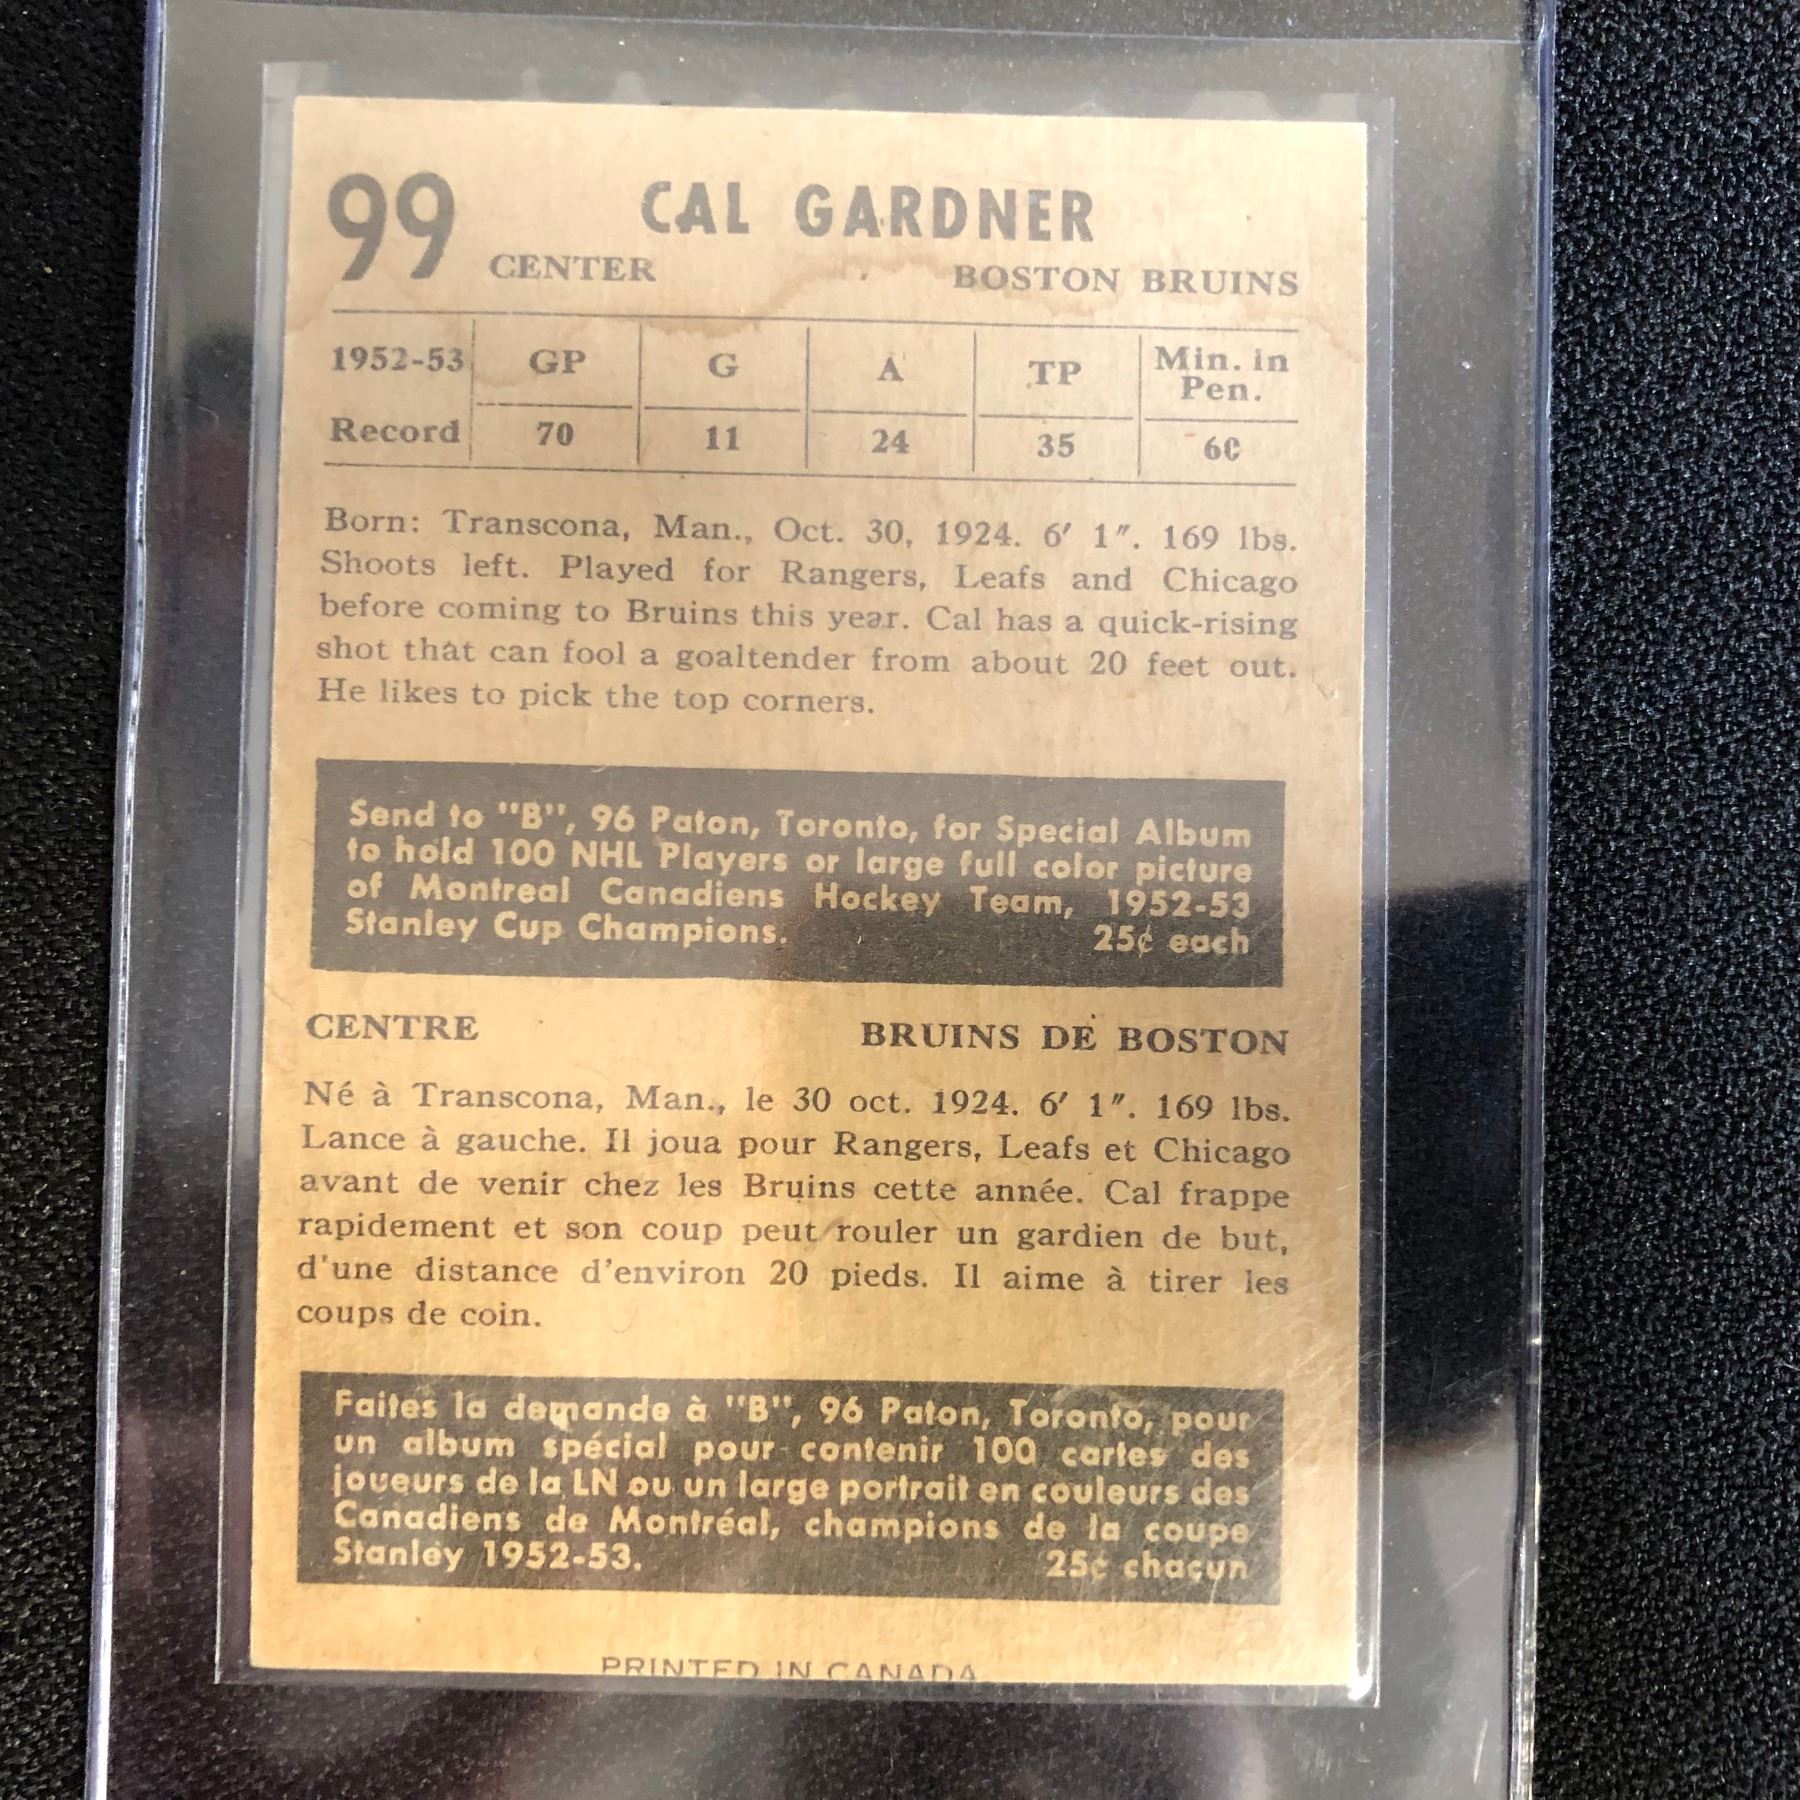 99 CAL GARDNER
CENTER BOSTON BRUINS
1952-53 GP G A TP Min. in Pen.
Record 70 11 24 35 60
Born: Transcona, Man., Oct. 30, 1924. 6′ 1″. 169 lbs.
Shoots left. Played for Rangers, Leafs and Chicago
before coming to Bruins this year. Cal has a quick-rising
shot that can fool a goaltender from about 20 feet out.
He likes to pick the top corners.
Send to "B", 96 Paton, Toronto, for Special Album
to hold 100 NHL Players or large full color picture
of Montreal Canadiens Hockey Team, 1952-53
Stanley Cup Champions. 25¢ each
CENTRE BRUINS DE BOSTON
Né à Transcona, Man., le 30 oct. 1924. 6′ 1″. 169 lbs.
Lance à gauche. Il joua pour Rangers, Leafs et Chicago
avant de venir chez les Bruins cette année. Cal frappe
rapidement et son coup peut rouler un gardien de but,
d'une distance d'environ 20 pieds. Il aime à tirer les
coups de coin.
Faites la demande à "B", 96 Paton, Toronto, pour
un album spécial pour contenir 100 cartes des
joueurs de la LN ou un large portrait en couleurs des
Canadiens de Montréal, champions de la coupe
Stanley 1952-53. 25¢ chacun
PRINTED IN CANADA